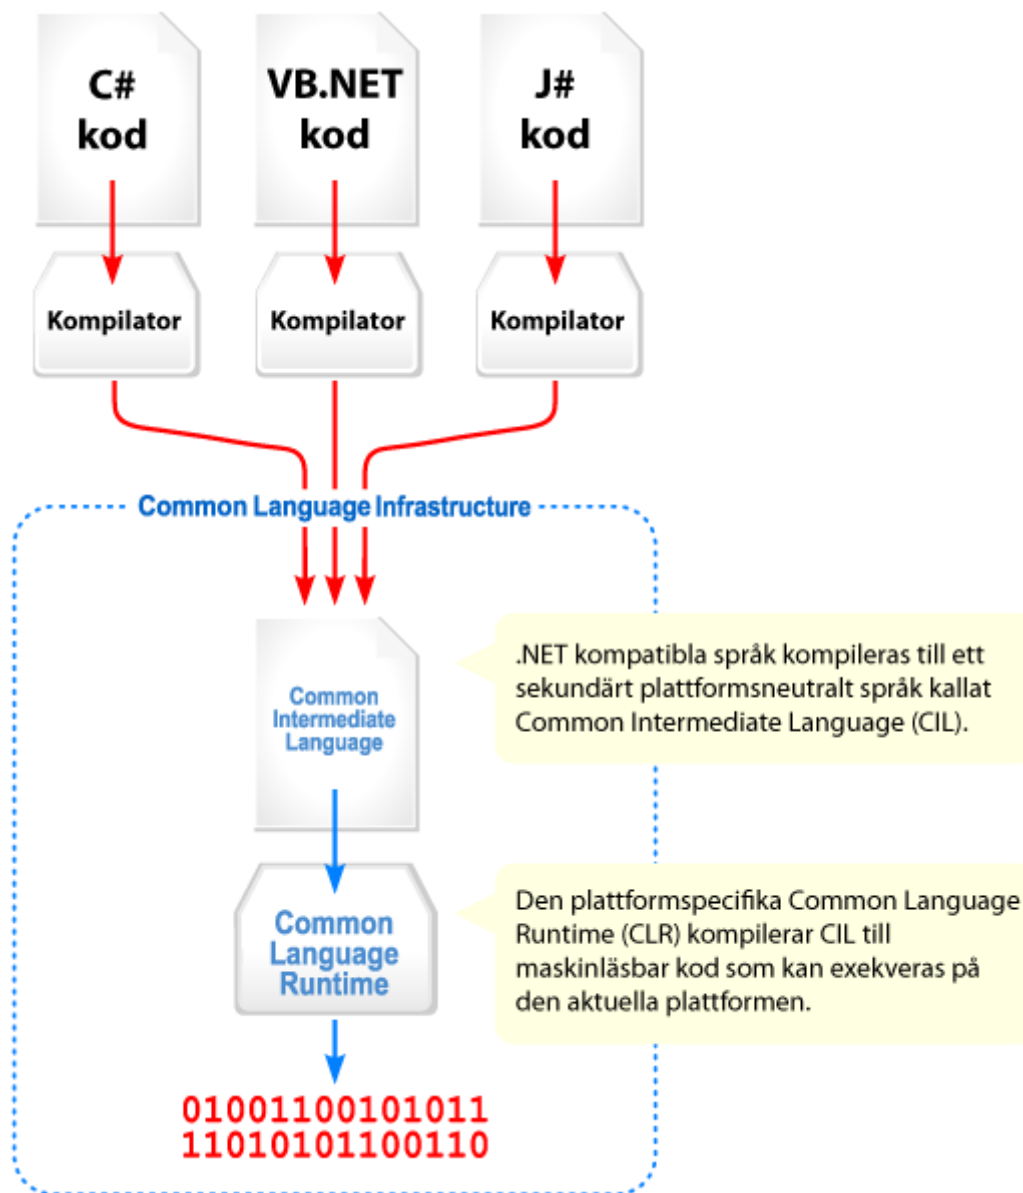 C#
kod
VB.NET
kod
J#
kod
Kompilator
Kompilator
Kompilator
Common Language Infrastructure
Common
Intermediate
Language
.NET kompatibla språk kompileras till ett
sekundärt plattformsneutralt språk kallat
Common Intermediate Language (CIL).
Common
Language
Runtime
Den plattformspecifika Common Language
Runtime (CLR) kompilerar CIL till
maskinläsbar kod som kan exekveras på
den aktuella plattformen.
01001100101011
11010101100110